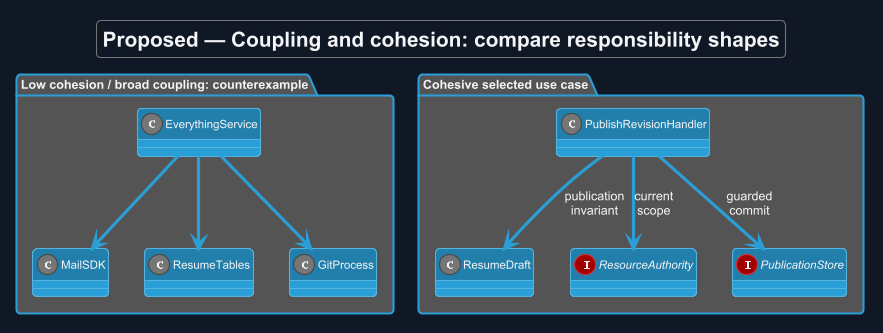 Proposed — Coupling and cohesion: compare responsibility shapes
Low cohesion / broad coupling: counterexample
C EverythingService
C MailSDK
C ResumeTables
C GitProcess
Cohesive selected use case
C PublishRevisionHandler
publication
invariant
current
scope
guarded
commit
C ResumeDraft
I ResourceAuthority
I PublicationStore